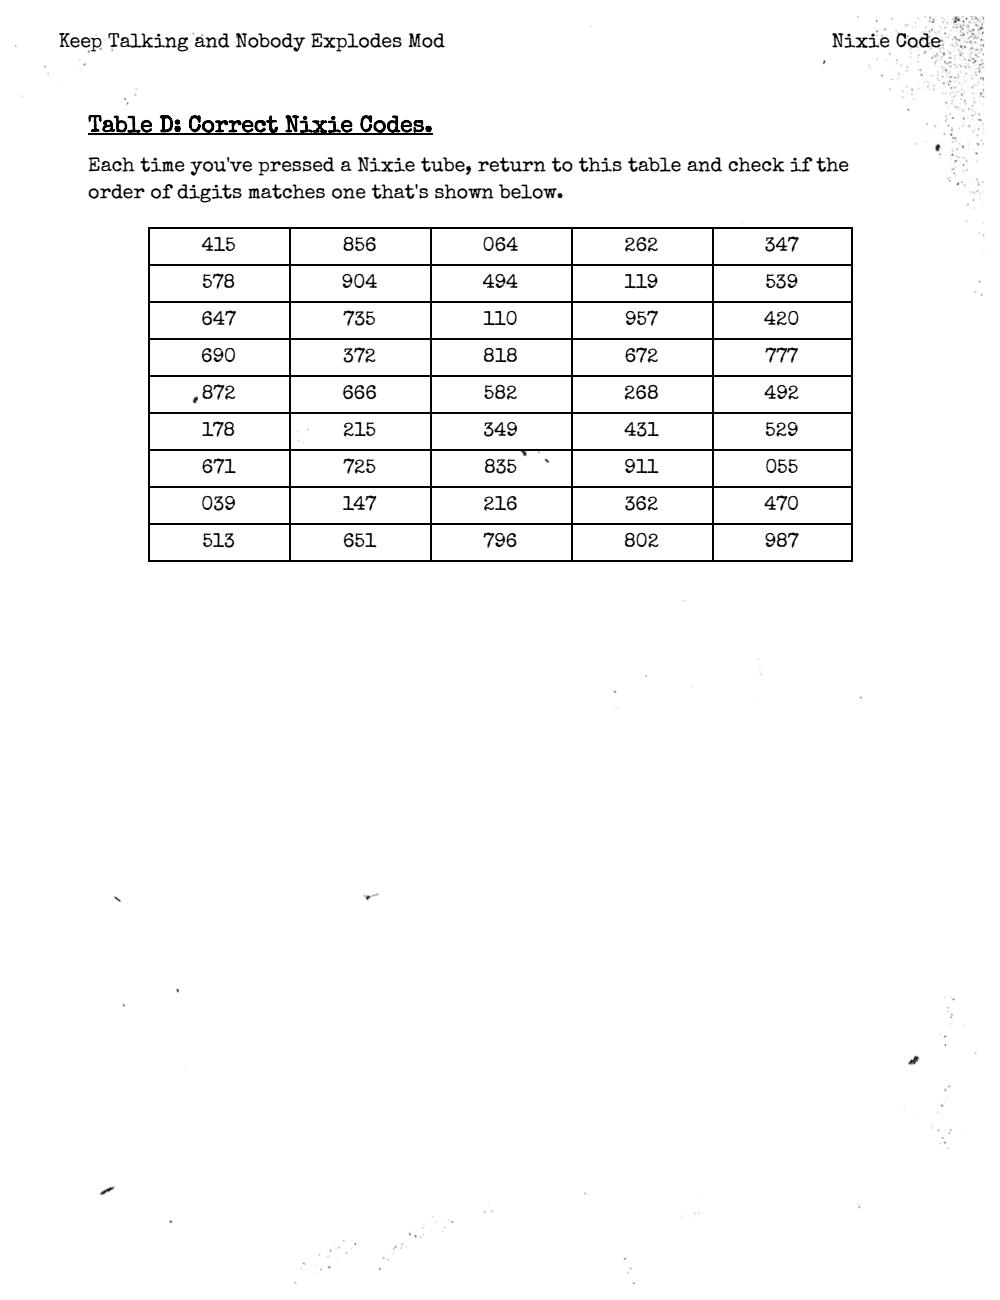 Keep Talking and Nobody Explodes Mod Nixie Code
Table D: Correct Nixie Codes.
Each time you've pressed a Nixie tube, return to this table and check if the
order of digits matches one that's shown below.
415 856 064 262 347
578 904 494 119 539
647 735 110 957 420
690 372 818 672 777
872 666 582 268 492
178 215 349 431 529
671 725 835 911 055
039 147 216 362 470
513 651 796 802 987